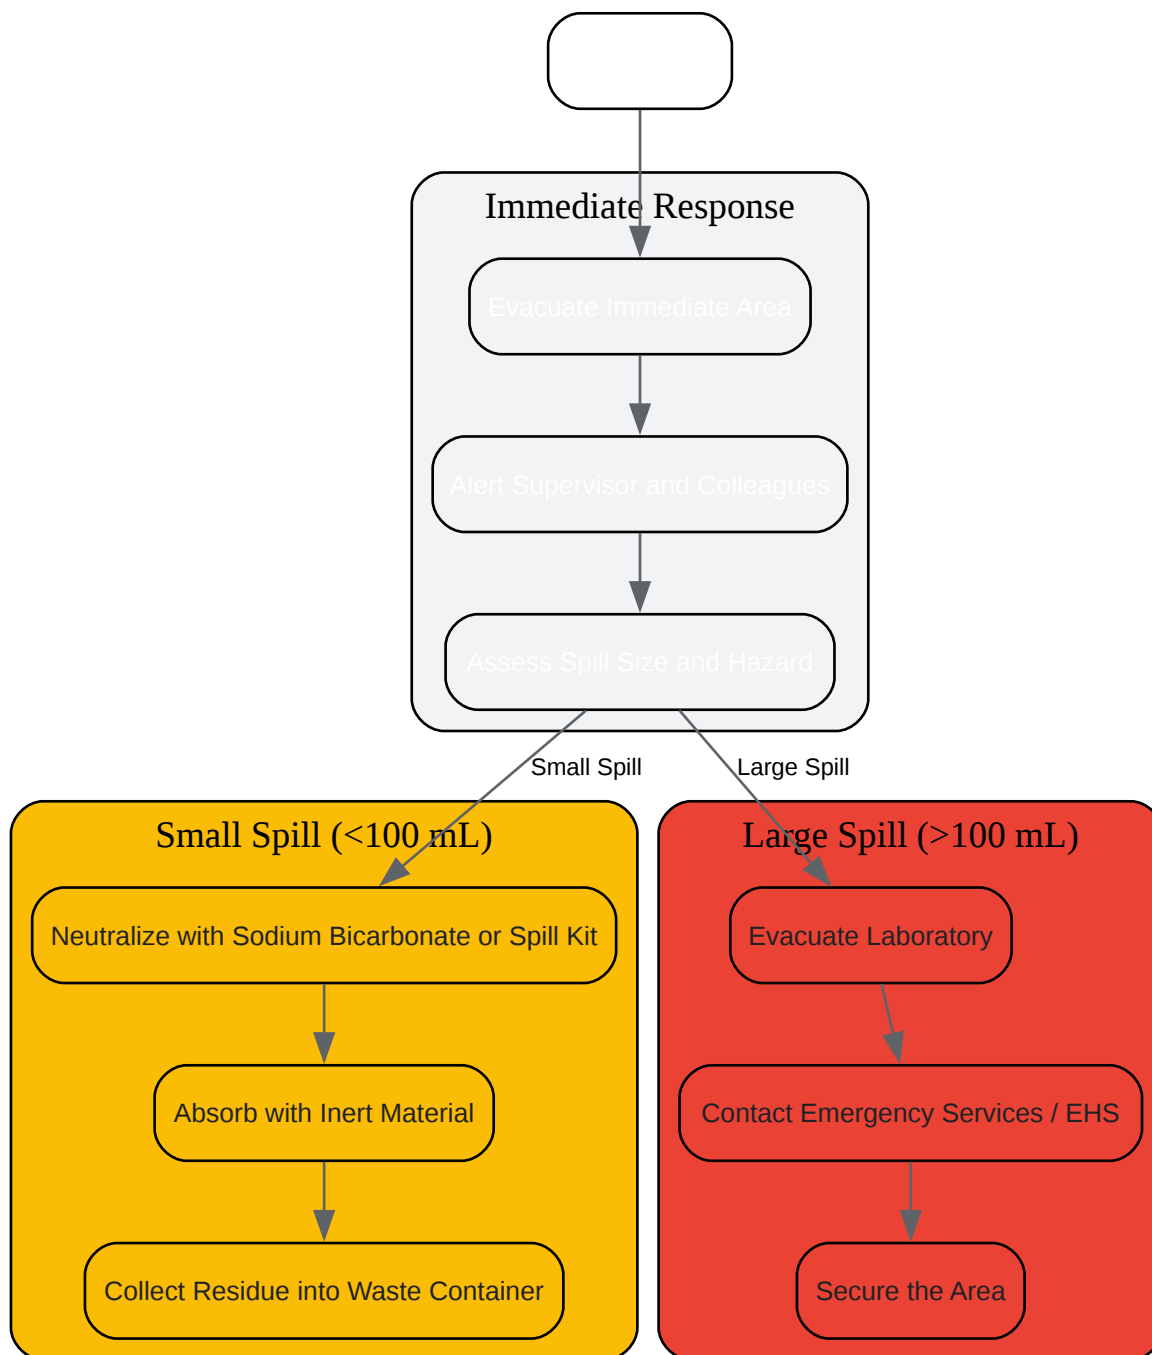 Immediate Response
Evacuate Immediate Area
Alert Supervisor and Colleagues
Assess Spill Size and Hazard
Small Spill
Large Spill
Small Spill (<100 mL)
Large Spill (>100 mL)
Neutralize with Sodium Bicarbonate or Spill Kit
Evacuate Laboratory
Absorb with Inert Material
Contact Emergency Services / EHS
Collect Residue into Waste Container
Secure the Area